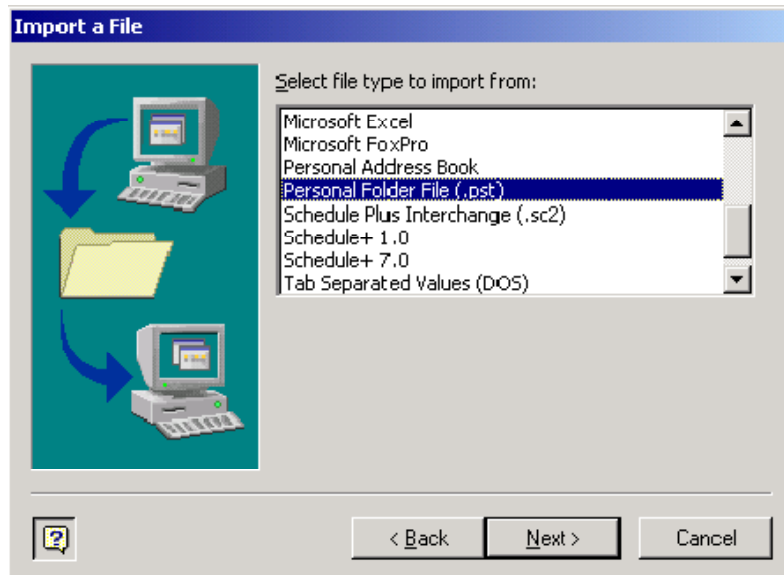 Import a File
Select file type to import from:
Microsoft Excel
Microsoft FoxPro
Personal Address Book
Personal Folder File (.pst)
Schedule Plus Interchange (.sc2)
Schedule+ 1.0
Schedule+ 7.0
Tab Separated Values (DOS)
? < Back Next > Cancel